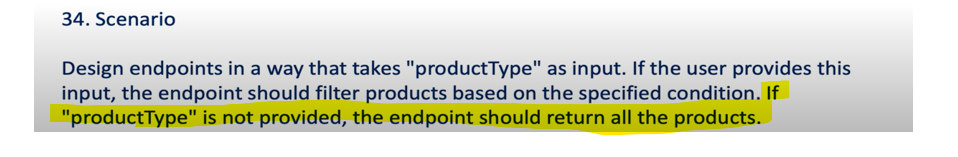 34. Scenario
Design endpoints in a way that takes "productType" as input. If the user provides this
input, the endpoint should filter products based on the specified condition. If
"productType" is not provided, the endpoint should return all the products.